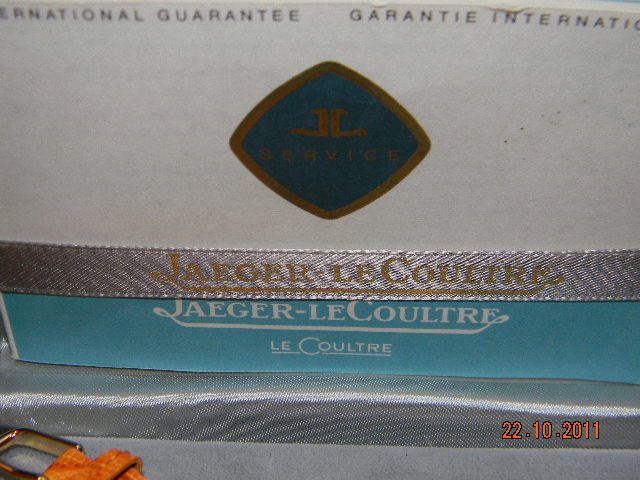 ERNATIONAL GUARANTEE GARANTIE INTERNATIO
JL
SERVICE
JAEGER-LECOULTRE
JAEGER-LECOULTRE
LE COULTRE
22.10.2011